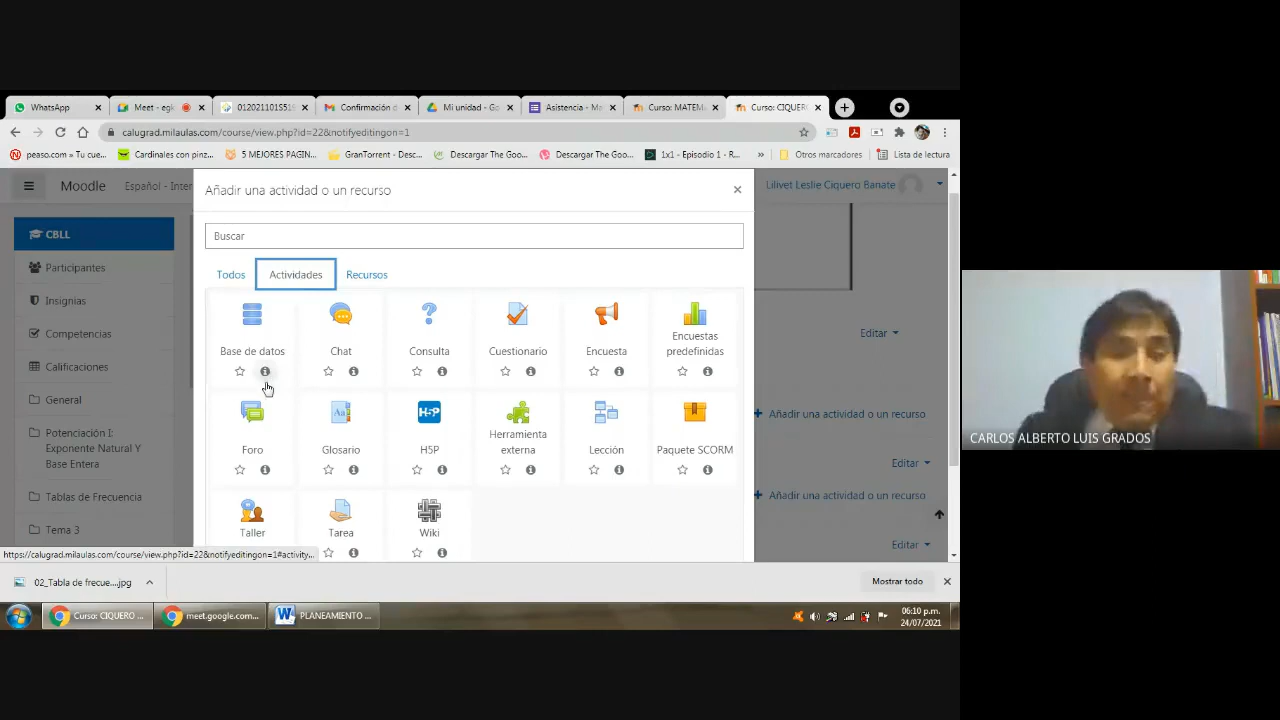 WhatsApp
Meet - egk
012021101S519
Confirmación d
Mi unidad - Go
Asistencia - Ma
Curso: MATEMA
Curso: CIQUERO
calugrad.milaulas.com/course/view.php?id=22&notifyeditingon=1
peaso.com » Tu cue...
Cardinales con pinz...
5 MEJORES PAGIN...
GranTorrent - Desc...
Descargar The Goo...
Descargar The Goo...
1x1 - Episodio 1 - R...
»
Otros marcadores
Lista de lectura
Moodle
Español - Inter
Añadir una actividad o un recurso
×
Lilivet Leslie Ciquero Banate
Buscar
CBLL
Participantes
Insignias
Competencias
Calificaciones
General
Potenciación I:
Exponente Natural Y
Base Entera
Tablas de Frecuencia
Tema 3
Todos
Actividades
Recursos
Base de datos
Chat
Consulta
Cuestionario
Encuesta
Encuestas
predefinidas
Foro
Glosario
H5P
H5P
Herramienta
externa
Lección
Paquete SCORM
Taller
Tarea
Wiki
Editar
Añadir una actividad o un recurso
Editar
Añadir una actividad o un recurso
Editar
https://calugrad.milaulas.com/course/view.php?id=22&notifyeditingon=1#activity...
02_Tabla de frecue....jpg
Mostrar todo
Curso: CIQUERO ...
meet.google.com...
PLANEAMIENTO ...
06:10 p.m.
24/07/2021
CARLOS ALBERTO LUIS GRADOS